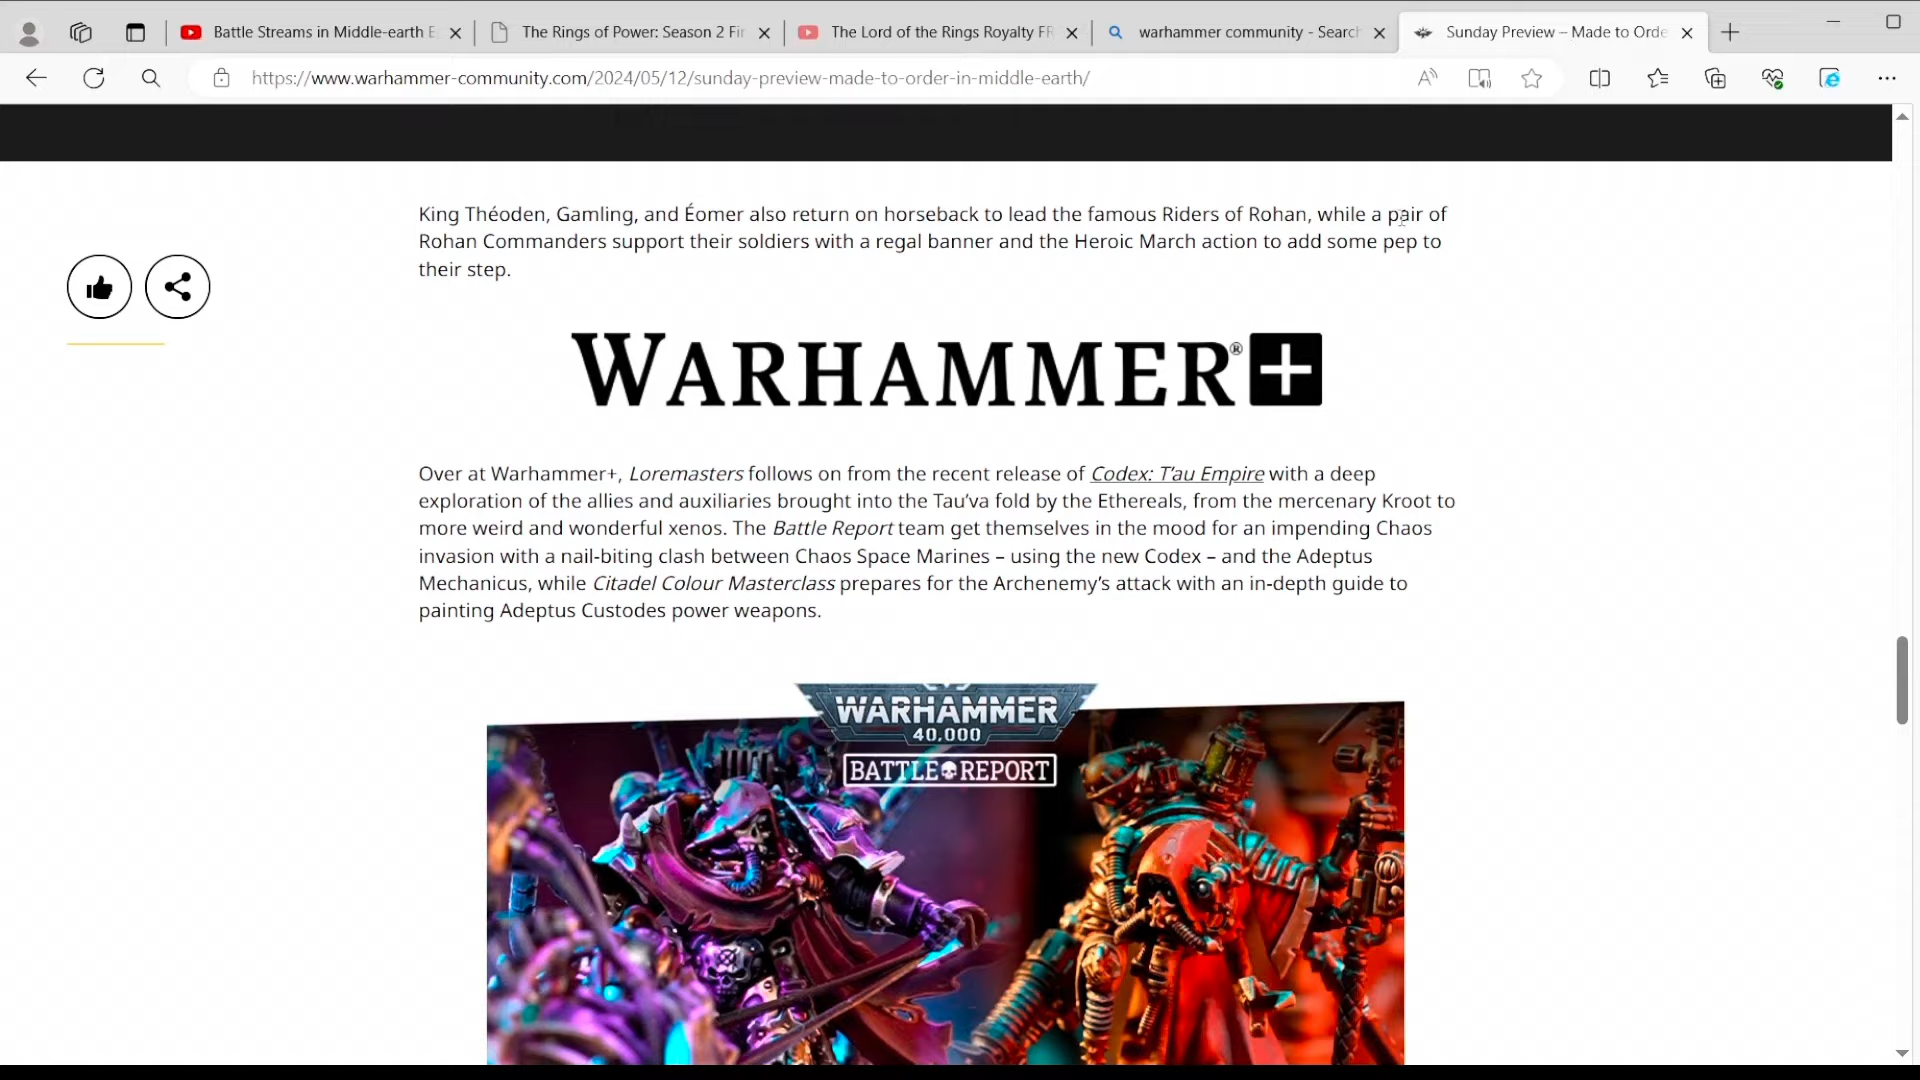 Battle Streams in Middle-earth E
The Rings of Power: Season 2 Fir
The Lord of the Rings Royalty FR
warhammer community - Search
Sunday Preview – Made to Orde
https://www.warhammer-community.com/2024/05/12/sunday-preview-made-to-order-in-middle-earth/
King Théoden, Gamling, and Éomer also return on horseback to lead the famous Riders of Rohan, while a pair of
Rohan Commanders support their soldiers with a regal banner and the Heroic March action to add some pep to
their step.
WARHAMMER®+
Over at Warhammer+, Loremasters follows on from the recent release of Codex: T'au Empire with a deep
exploration of the allies and auxiliaries brought into the Tau'va fold by the Ethereals, from the mercenary Kroot to
more weird and wonderful xenos. The Battle Report team get themselves in the mood for an impending Chaos
invasion with a nail-biting clash between Chaos Space Marines – using the new Codex – and the Adeptus
Mechanicus, while Citadel Colour Masterclass prepares for the Archenemy's attack with an in-depth guide to
painting Adeptus Custodes power weapons.
WARHAMMER
40,000
BATTLE REPORT